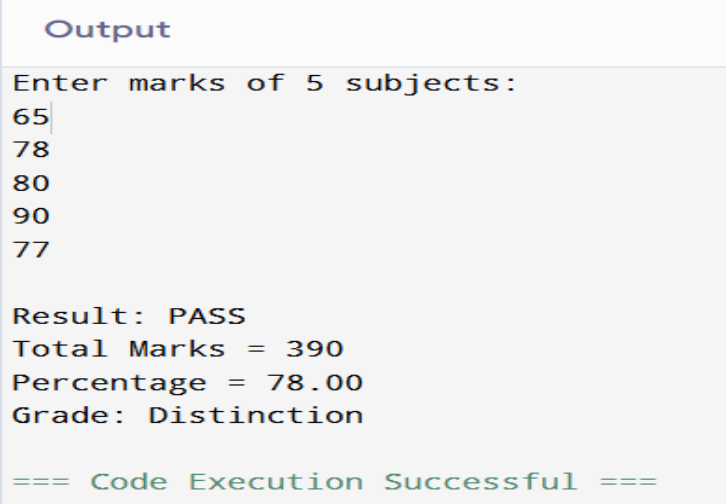 Output
Enter marks of 5 subjects:
65
78
80
90
77
Result: PASS
Total Marks = 390
Percentage = 78.00
Grade: Distinction
=== Code Execution Successful ===